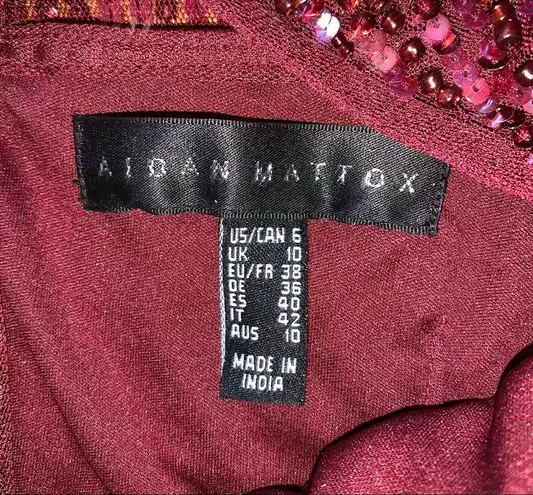 AIDAN MATTOX
US/CAN 6
UK 10
EU/FR 38
DE 36
ES 40
IT 42
AUS 10
MADE IN
INDIA